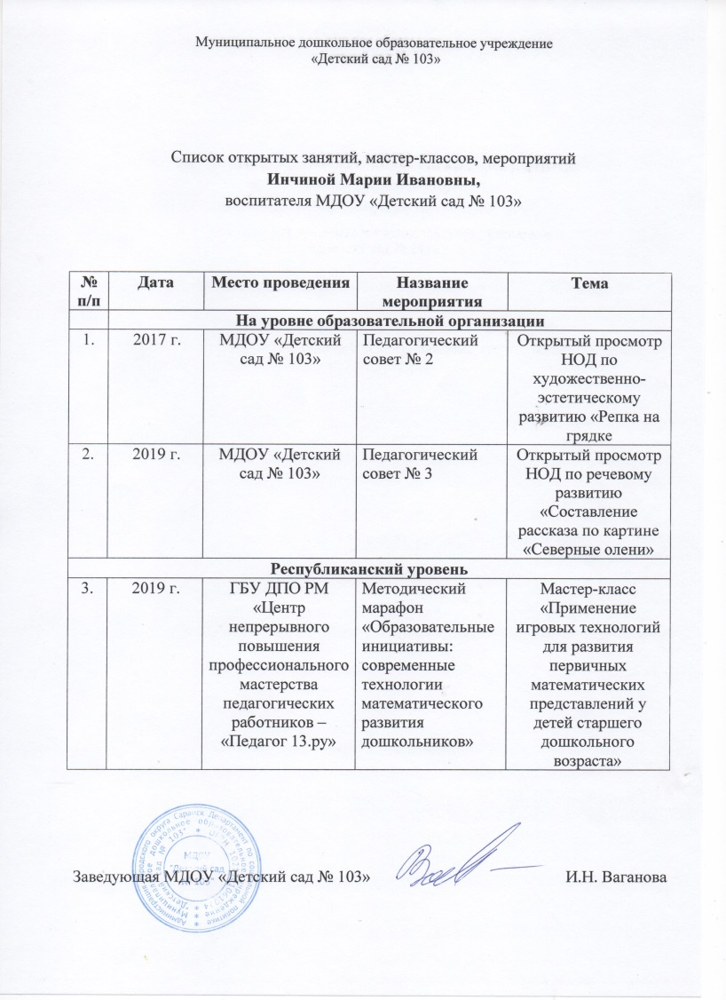 Муниципальное дошкольное образовательное учреждение
«Детский сад № 103»
Список открытых занятий, мастер-классов, мероприятий
Инчиной Марии Ивановны,
воспитателя МДОУ «Детский сад № 103»
№ п/п Дата Место проведения Название мероприятия Тема
На уровне образовательной организации
1. 2017 г. МДОУ «Детский сад № 103» Педагогический совет № 2 Открытый просмотр НОД по художественно-эстетическому развитию «Репка на грядке
2. 2019 г. МДОУ «Детский сад № 103» Педагогический совет № 3 Открытый просмотр НОД по речевому развитию «Составление рассказа по картине «Северные олени»
Республиканский уровень
3. 2019 г. ГБУ ДПО РМ «Центр непрерывного повышения профессионального мастерства педагогических работников – «Педагог 13.ру» Методический марафон «Образовательные инициативы: современные технологии математического развития дошкольников» Мастер-класс «Применение игровых технологий для развития первичных математических представлений у детей старшего дошкольного возраста»
Заведующая МДОУ «Детский сад № 103» И.Н. Ваганова
МДОУ
"Детский сад
№ 103"